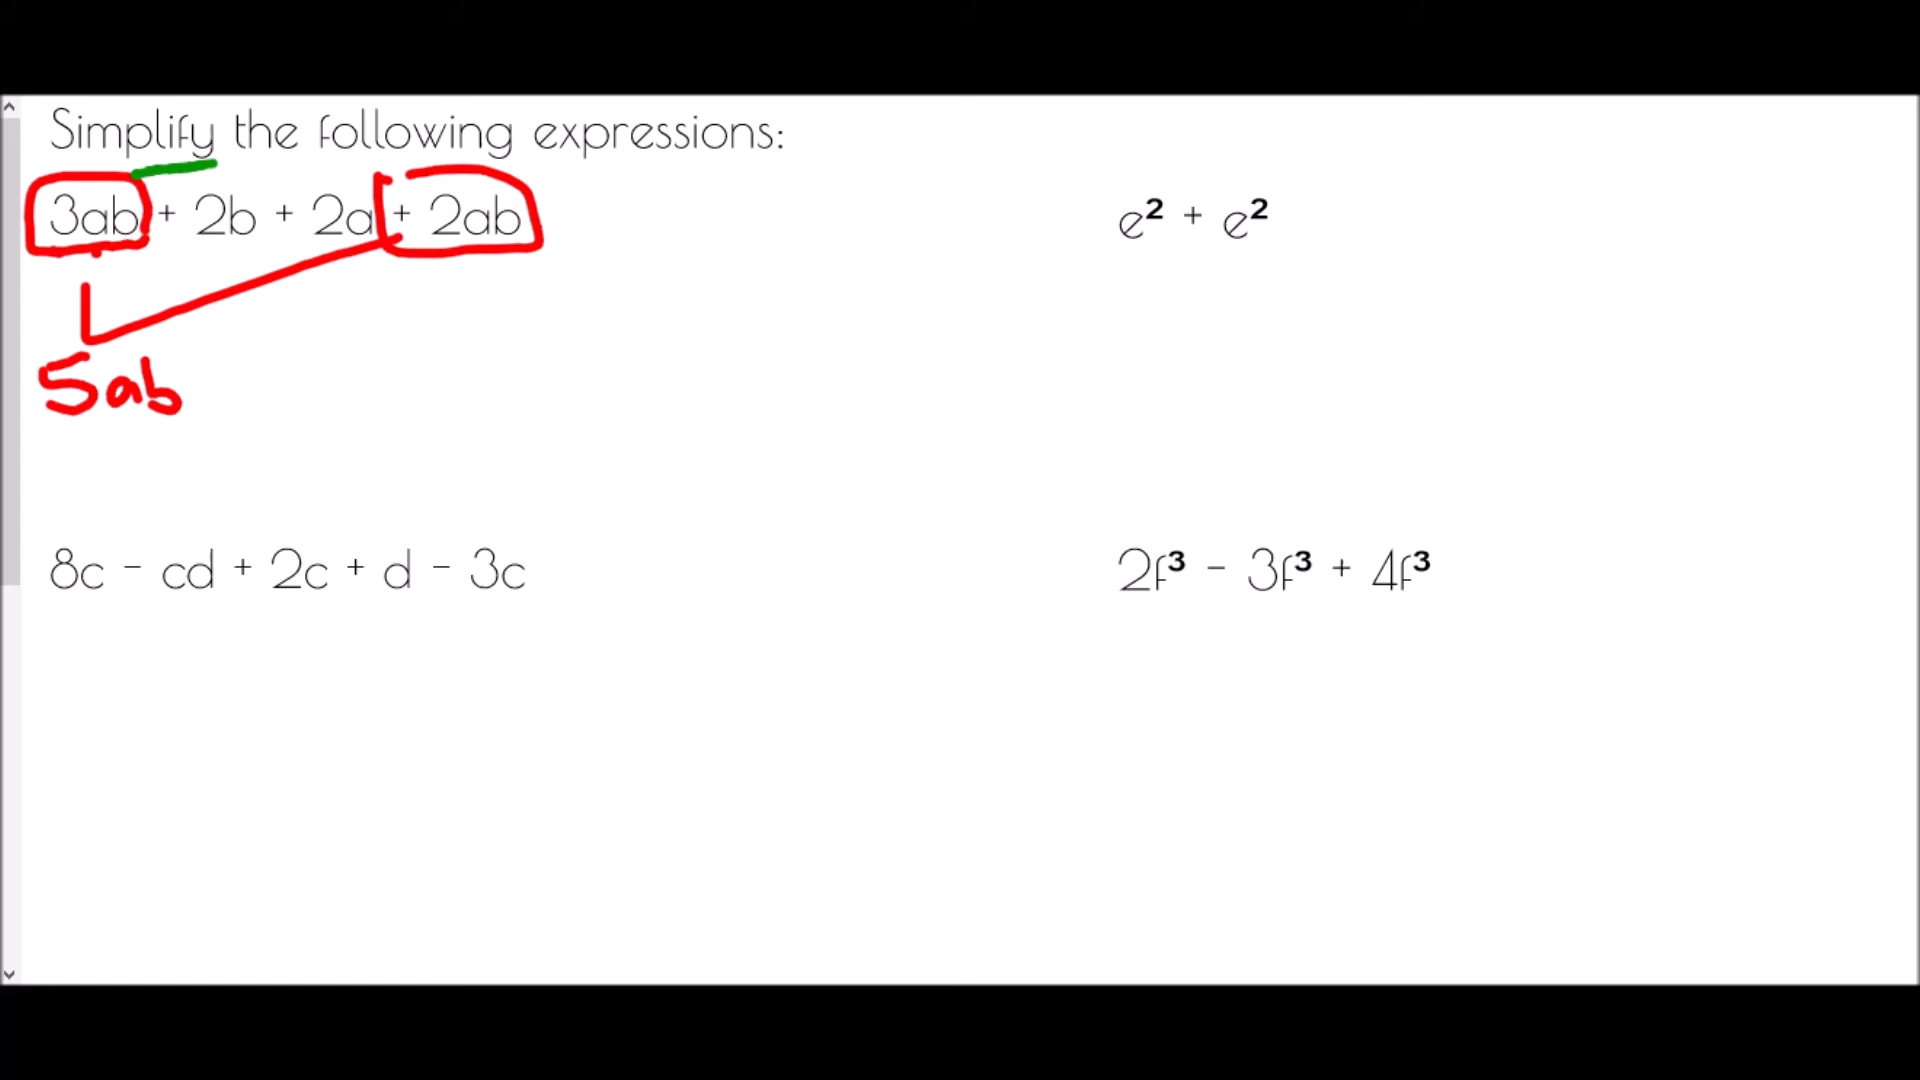 Simplify the following expressions:
3ab + 2b + 2a + 2ab
5ab
e² + e²
8c - cd + 2c + d - 3c
2f³ - 3f³ + 4f³